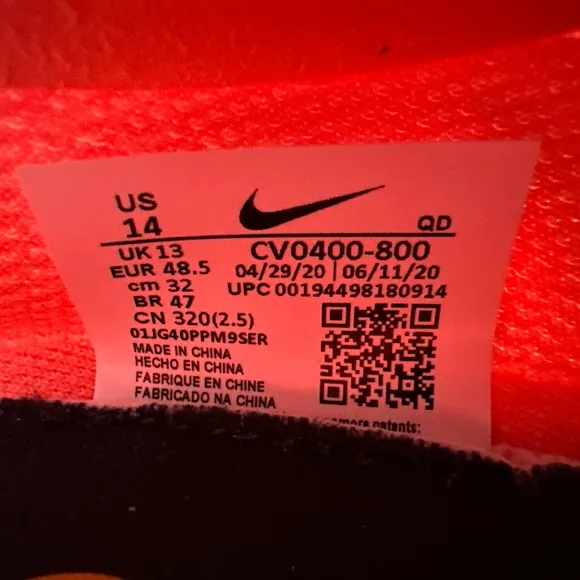 US
14
QD
UK 13
EUR 48.5
cm 32
BR 47
CN 320(2.5)
01JG40PPM9SER
MADE IN CHINA
HECHO EN CHINA
FABRIQUE EN CHINE
FABRICADO NA CHINA
CV0400-800
04/29/20 | 06/11/20
UPC 00194498180914
more patents: